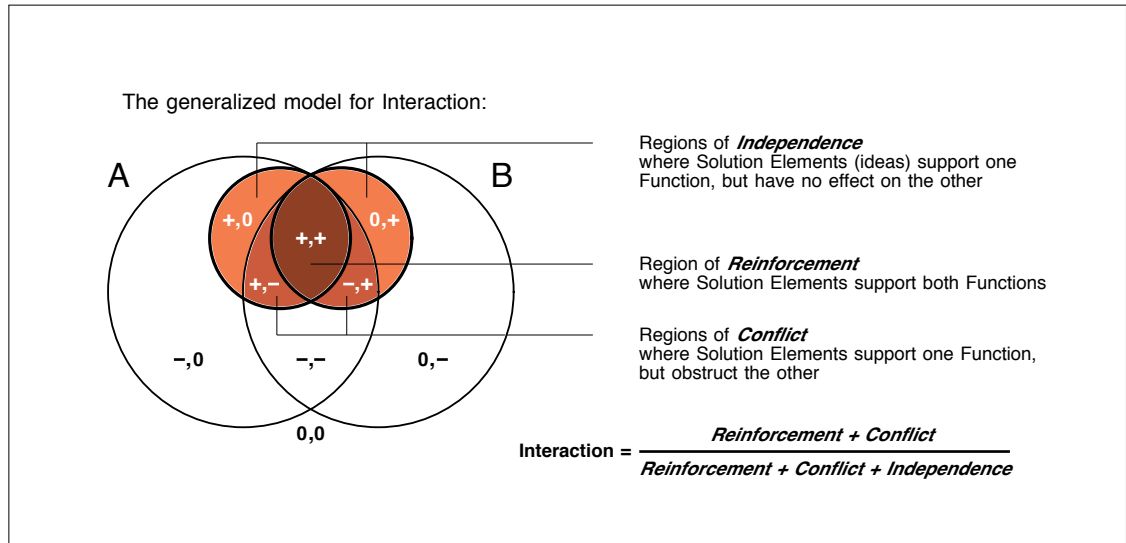 The generalized model for Interaction:
A
B
+,0
0,+
+,+
+,−
−,+
−,0
−,−
0,−
0,0
Regions of Independence
where Solution Elements (ideas) support one
Function, but have no effect on the other
Region of Reinforcement
where Solution Elements support both Functions
Regions of Conflict
where Solution Elements support one Function,
but obstruct the other
Interaction =
Reinforcement + Conflict
Reinforcement + Conflict + Independence